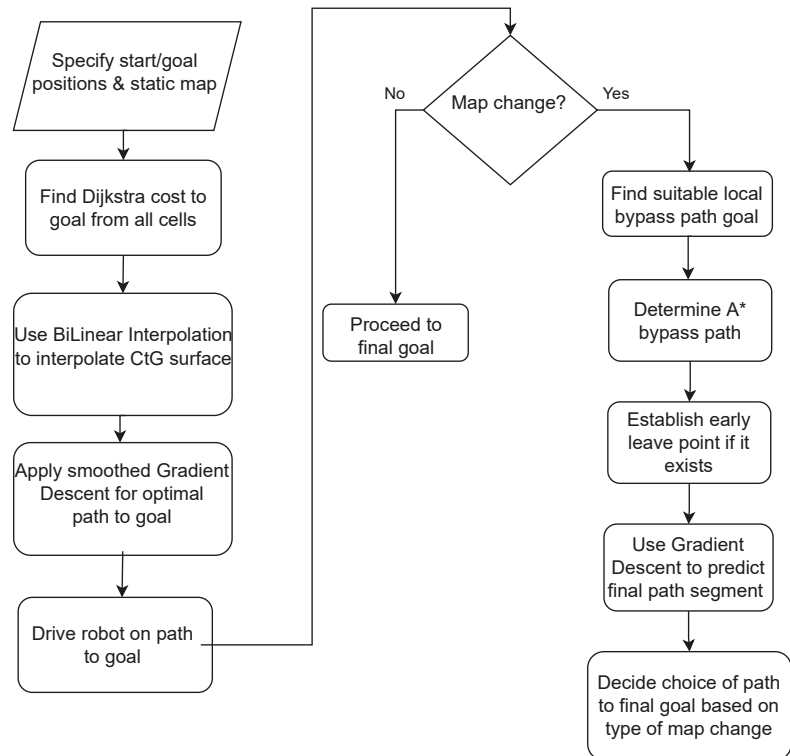 Specify start/goal
positions & static map
Find Dijkstra cost to
goal from all cells
Use BiLinear Interpolation
to interpolate CtG surface
Apply smoothed Gradient
Descent for optimal
path to goal
Drive robot on path
to goal
Map change?
No
Yes
Proceed to
final goal
Find suitable local
bypass path goal
Determine A*
bypass path
Establish early
leave point if it
exists
Use Gradient
Descent to predict
final path segment
Decide choice of path
to final goal based on
type of map change